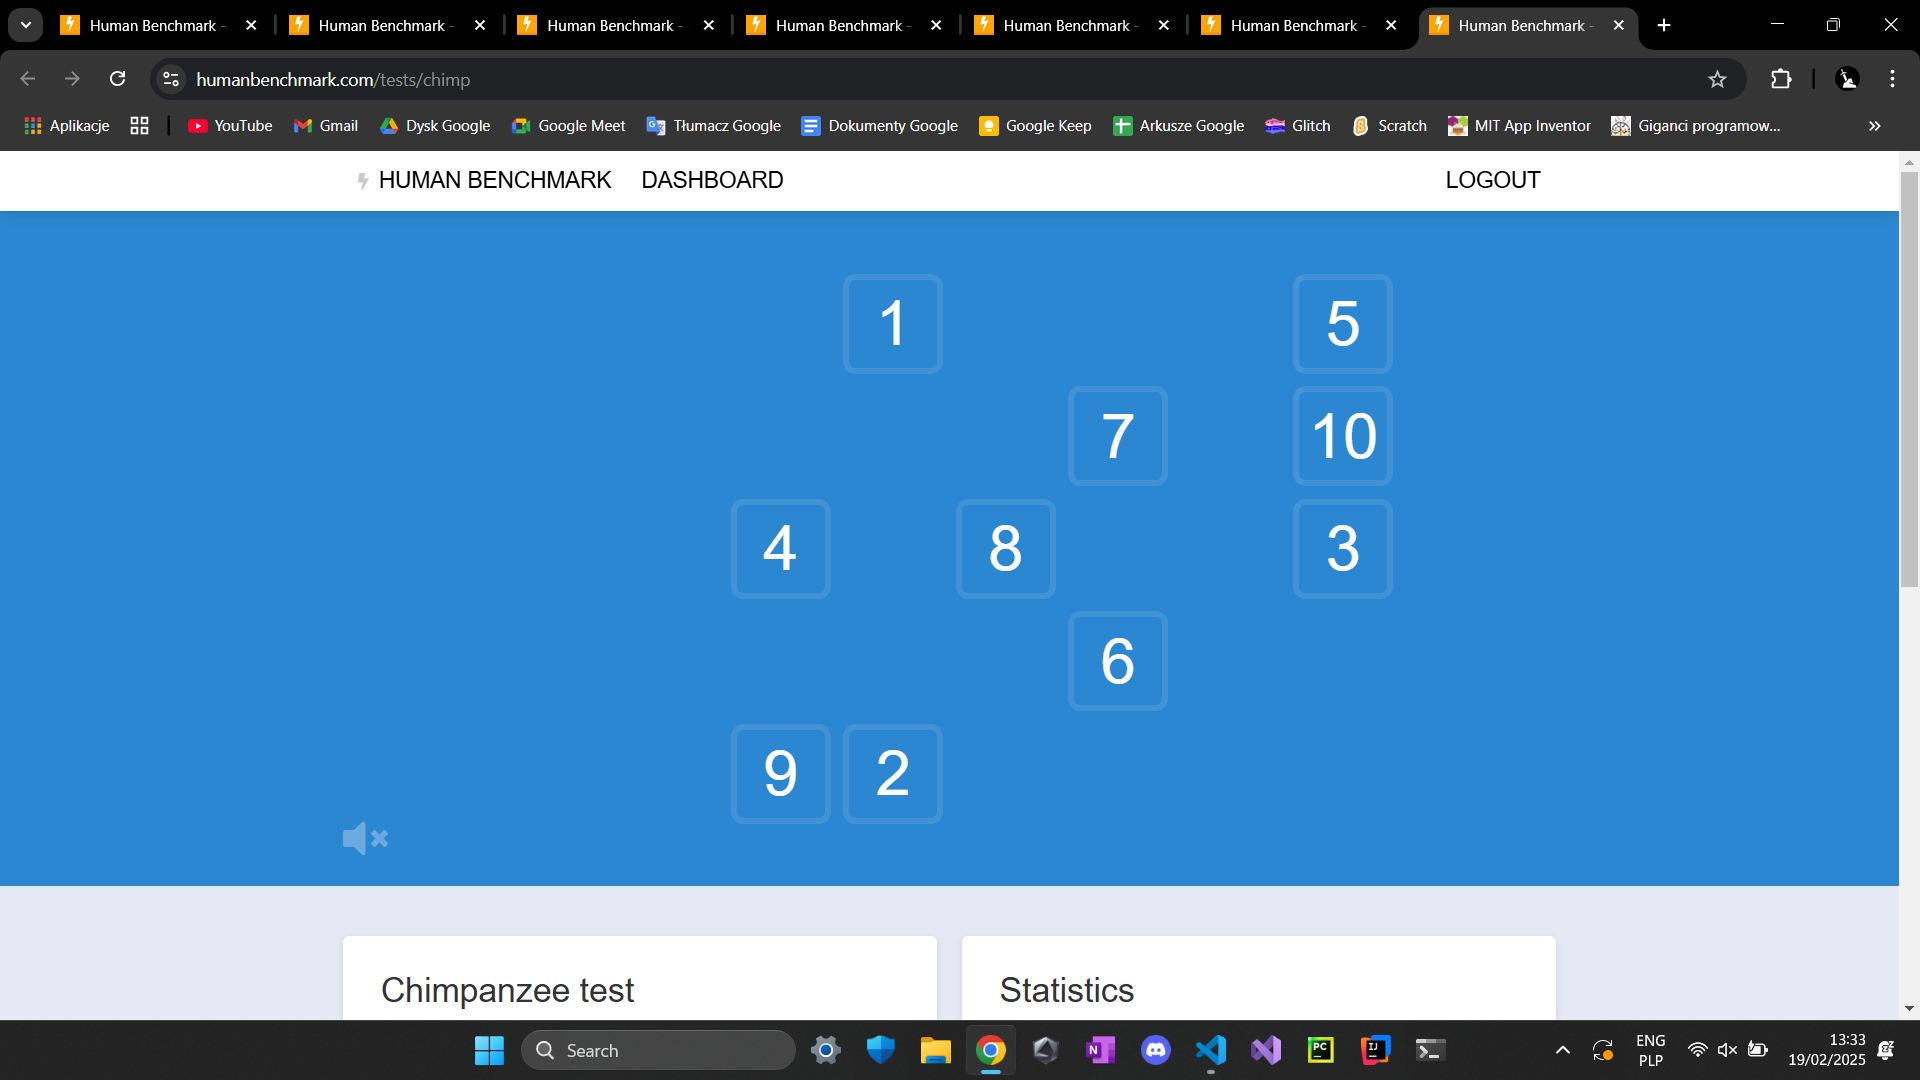 Human Benchmark - Human Benchmark - Human Benchmark - Human Benchmark - Human Benchmark - Human Benchmark - Human Benchmark -
humanbenchmark.com/tests/chimp
Aplikacje YouTube Gmail Dysk Google Google Meet Tłumacz Google Dokumenty Google Google Keep Arkusze Google Glitch Scratch MIT App Inventor Giganci programow...
HUMAN BENCHMARK DASHBOARD LOGOUT
1 5
7 10
4 8 3
6
9 2
Chimpanzee test Statistics
Search
ENG
PLP
13:33
19/02/2025